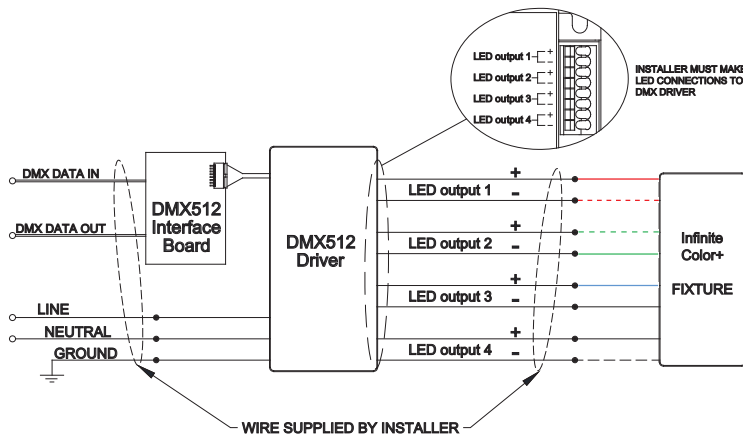 LED output 1 + -
LED output 2 + -
LED output 3 + -
LED output 4 + -
INSTALLER MUST MAKE
LED CONNECTIONS TO
DMX DRIVER
DMX DATA IN
DMX DATA OUT
DMX512
Interface
Board
LINE
NEUTRAL
GROUND
DMX512
Driver
+
LED output 1
-
+
LED output 2
-
+
LED output 3
-
+
LED output 4
-
Infinite
Color+
FIXTURE
WIRE SUPPLIED BY INSTALLER